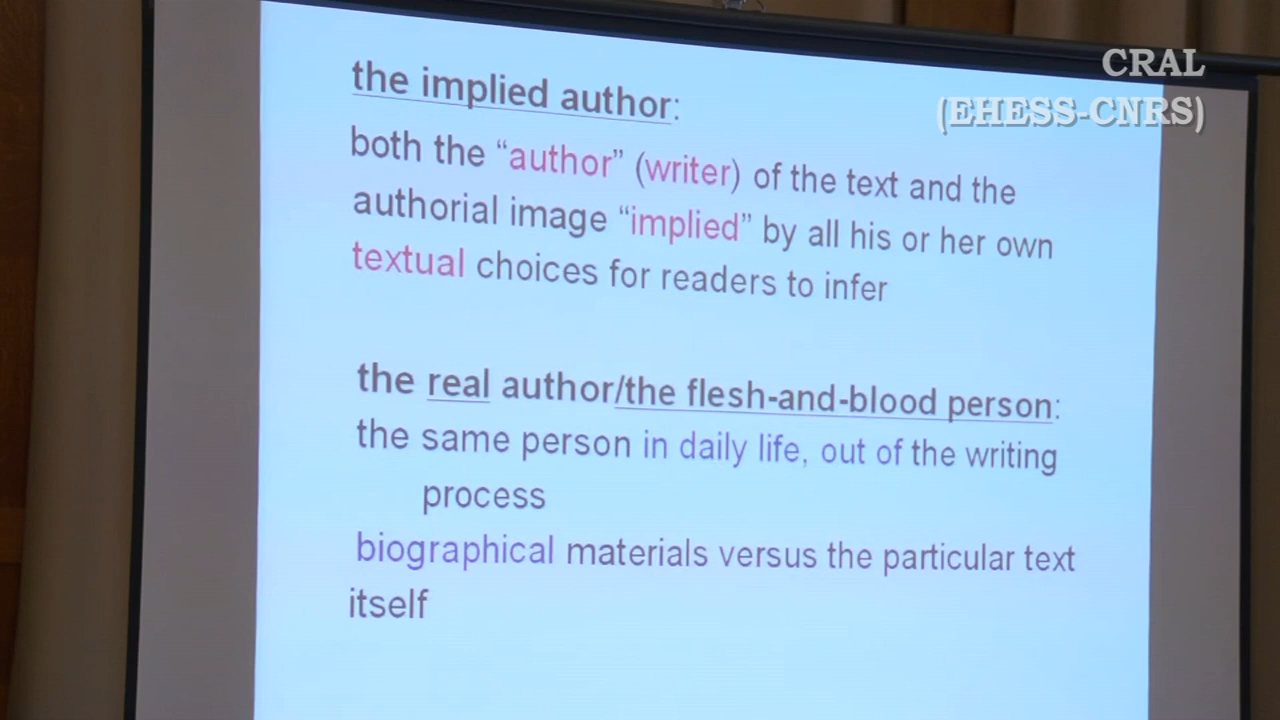 CRAL
(EHESS-CNRS)
the implied author:
both the “author” (writer) of the text and the
authorial image “implied” by all his or her own
textual choices for readers to infer
the real author/the flesh-and-blood person:
the same person in daily life, out of the writing
process
biographical materials versus the particular text
itself